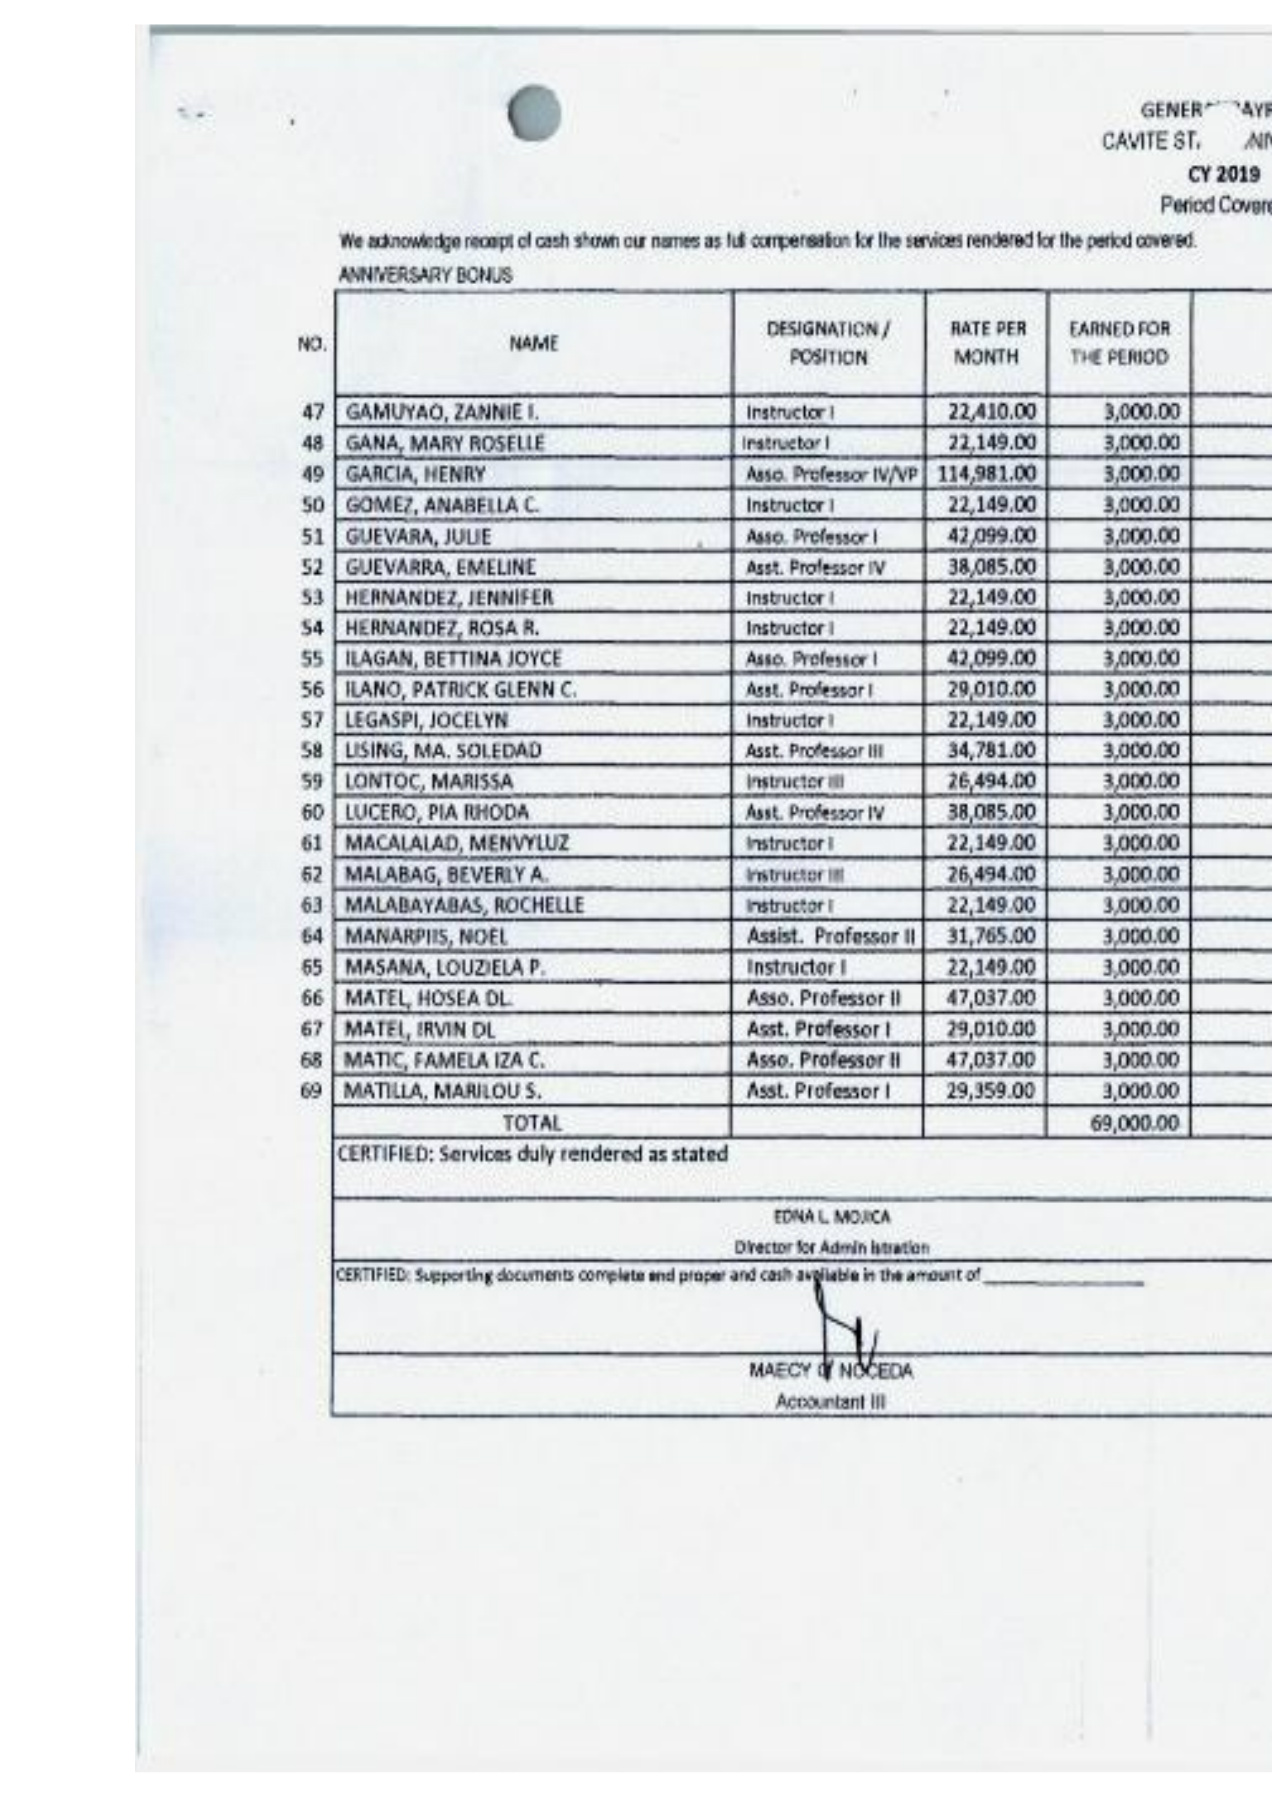 GENER AYR
CAVITE ST. NIV
CY 2019
Period Covere
We acknowledge receipt of cash shown our names as full compensation for the services rendered for the period covered.
ANNIVERSARY BONUS
NO. NAME DESIGNATION / POSITION RATE PER MONTH EARNED FOR THE PERIOD
47 GAMUYAO, ZANNIE I. Instructor I 22,410.00 3,000.00
48 GANA, MARY ROSELLE Instructor I 22,149.00 3,000.00
49 GARCIA, HENRY Asso. Professor IV/VP 114,981.00 3,000.00
50 GOMEZ, ANABELLA C. Instructor I 22,149.00 3,000.00
51 GUEVARA, JULIE Asso. Professor I 42,099.00 3,000.00
52 GUEVARRA, EMELINE Asst. Professor IV 38,085.00 3,000.00
53 HERNANDEZ, JENNIFER Instructor I 22,149.00 3,000.00
54 HERNANDEZ, ROSA R. Instructor I 22,149.00 3,000.00
55 ILAGAN, BETTINA JOYCE Asso. Professor I 42,099.00 3,000.00
56 ILANO, PATRICK GLENN C. Asst. Professor I 29,010.00 3,000.00
57 LEGASPI, JOCELYN Instructor I 22,149.00 3,000.00
58 LISING, MA. SOLEDAD Asst. Professor III 34,781.00 3,000.00
59 LONTOC, MARISSA Instructor III 26,494.00 3,000.00
60 LUCERO, PIA RHODA Asst. Professor IV 38,085.00 3,000.00
61 MACALALAD, MENVYLUZ Instructor I 22,149.00 3,000.00
62 MALABAG, BEVERLY A. Instructor III 26,494.00 3,000.00
63 MALABAYABAS, ROCHELLE Instructor I 22,149.00 3,000.00
64 MANARPIIS, NOEL Assist. Professor II 31,765.00 3,000.00
65 MASANA, LOUZIELA P. Instructor I 22,149.00 3,000.00
66 MATEL, HOSEA DL. Asso. Professor II 47,037.00 3,000.00
67 MATEL, IRVIN DL Asst. Professor I 29,010.00 3,000.00
68 MATIC, FAMELA IZA C. Asso. Professor II 47,037.00 3,000.00
69 MATILLA, MARILOU S. Asst. Professor I 29,359.00 3,000.00
TOTAL 69,000.00
CERTIFIED: Services duly rendered as stated
EDNA L. MOJICA
Director for Administration
CERTIFIED: Supporting documents complete and proper and cash available in the amount of
MAECY NOCEDA
Accountant III